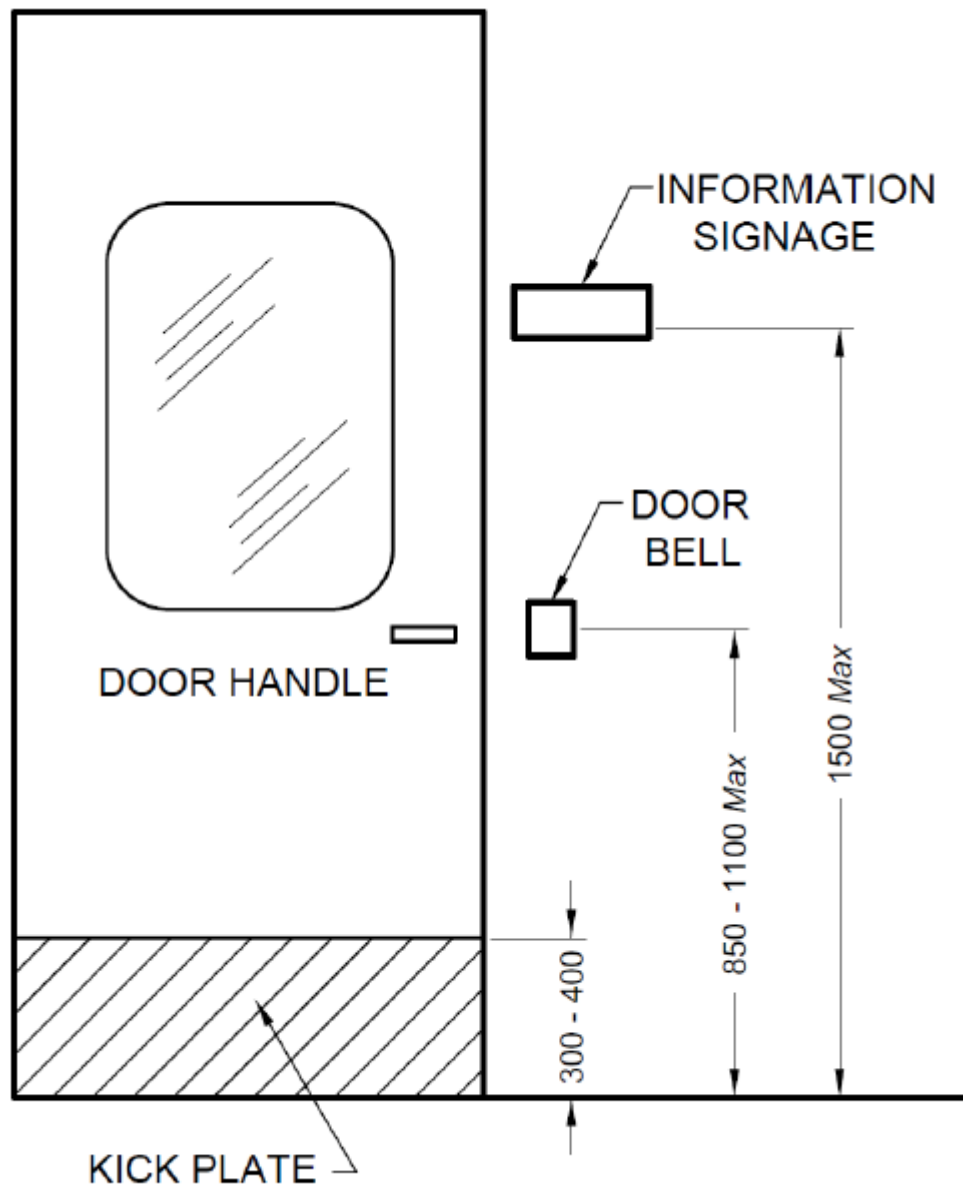 INFORMATION
SIGNAGE
DOOR
BELL
DOOR HANDLE
1500 Max
850 - 1100 Max
300 - 400
KICK PLATE